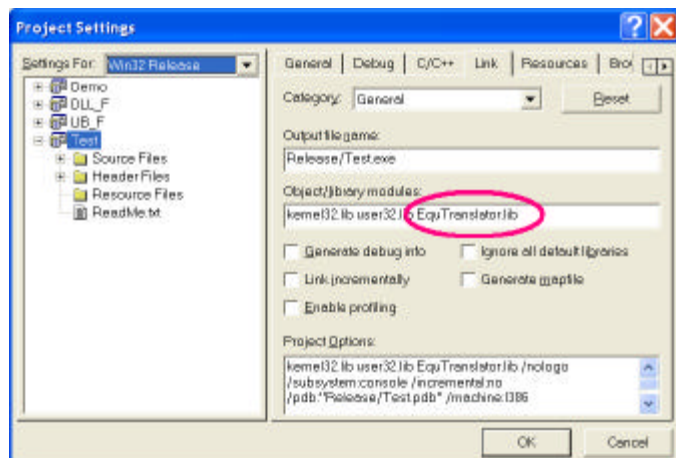 Project Settings
Settings For: Win32 Release
Demo
DLL_F
UB_F
Test
Source Files
Header Files
Resource Files
ReadMe.txt
General Debug C/C++ Link Resources Bro
Category: General Reset
Output file name:
Release/Test.exe
Object/library modules:
kernel32.lib user32.lib EquTranslator.lib
Generate debug info Ignore all default libraries
Link incrementally Generate mapfile
Enable profiling
Project Options:
kernel32.lib user32.lib EquTranslator.lib /nologo
/subsystem:console /incremental:no
/pdb:"Release/Test.pdb" /machine:I386
OK Cancel